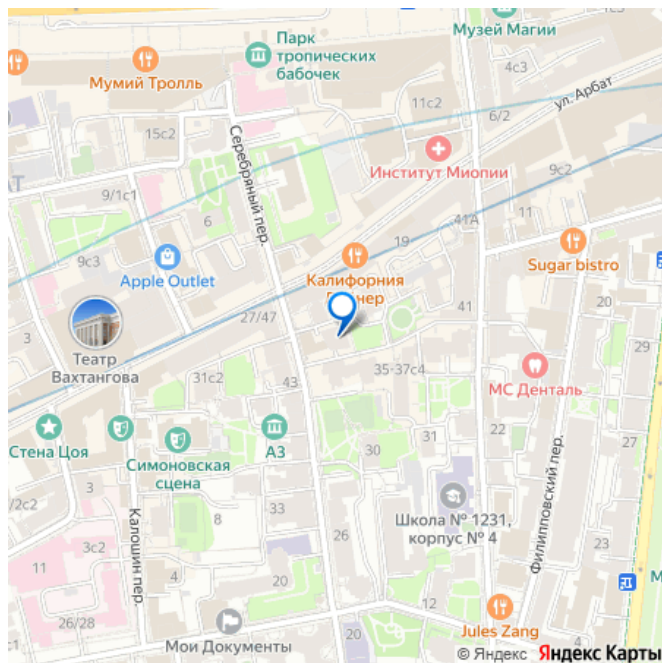 Музей Магии
Парк
тропических
бабочек
4с3
Мумий Тролль
11с2
6/2
ул. Арбат
15с2
Серебряный пер.
Институт Миопии
9с2
9/1с1
6
41А
19
9с3
Apple Outlet
Калифорния
Sugar bistro
27/47
41
20
3
Театр
Вахтангова
29
31с2
43
35-37с4
МС Денталь
Стена Цоя
Симоновская
сцена
АЗ
30
31
22
27
3
/2с2
Калошин пер.
8
33
26
Школа № 1231,
корпус № 4
Филипповский пер.
23
3с2
11
4
20
26/28
Мои Документы
20
12
12
Jules Zang
20
© Яндекс Яндекс Карты